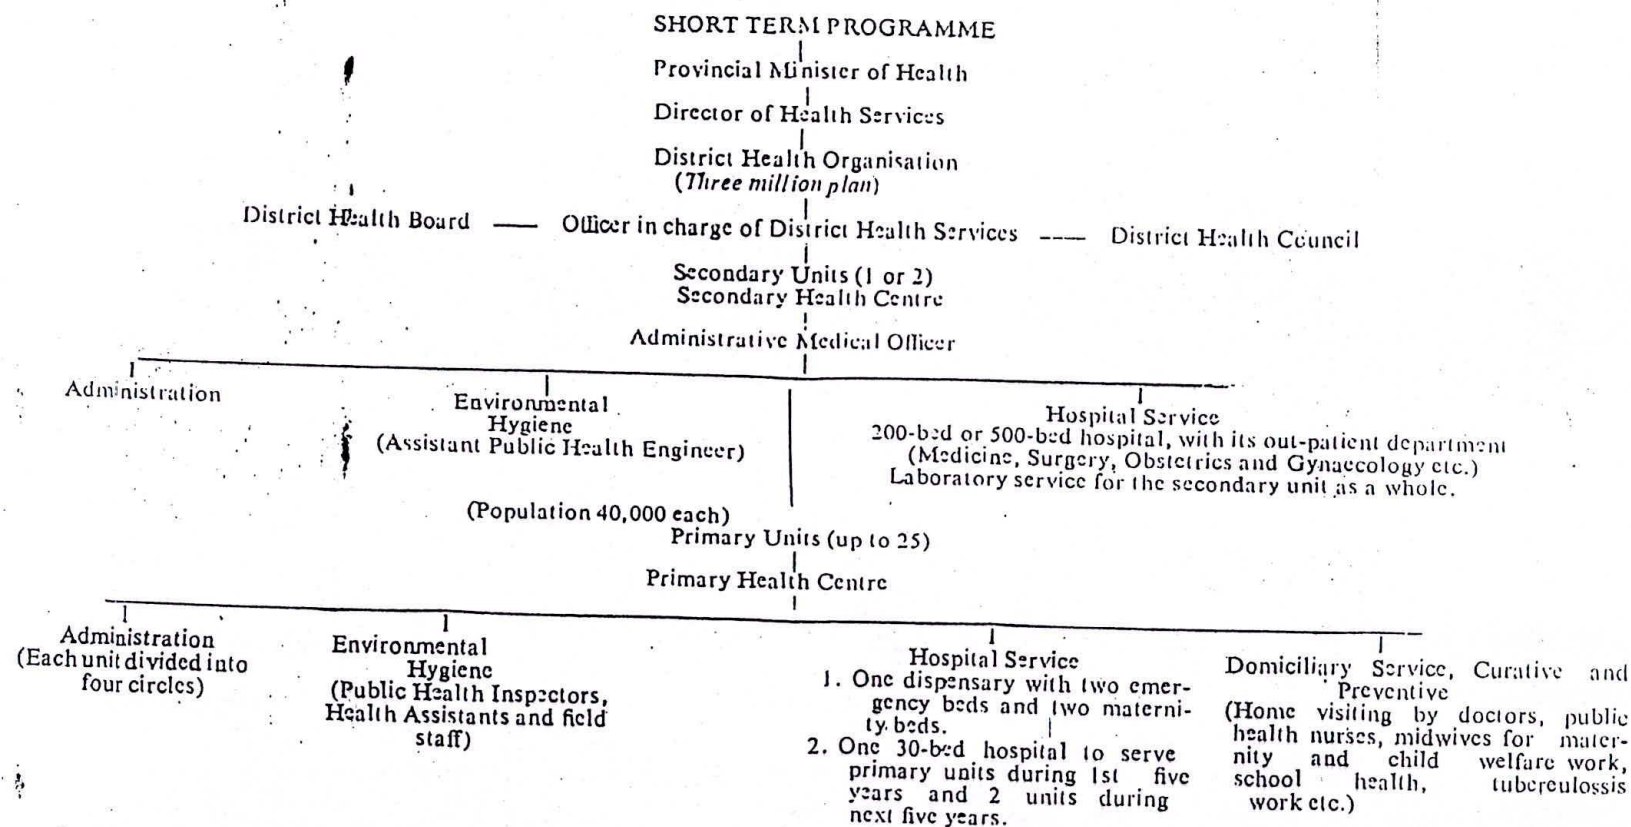 SHORT TERM PROGRAMME
Provincial Minister of Health
Director of Health Services
District Health Organisation
(Three million plan)
District Health Board — Officer in charge of District Health Services ---- District Health Council
Secondary Units (1 or 2)
Secondary Health Centre
Administrative Medical Officer
Administration
Environmental
Hygiene
(Assistant Public Health Engineer)
Hospital Service
200-bed or 500-bed hospital, with its out-patient department
(Medicine, Surgery, Obstetrics and Gynaecology etc.)
Laboratory service for the secondary unit as a whole.
(Population 40,000 each)
Primary Units (up to 25)
Primary Health Centre
Administration
(Each unit divided into
four circles)
Environmental
Hygiene
(Public Health Inspectors,
Health Assistants and field
staff)
Hospital Service
1. One dispensary with two emer-
gency beds and two materni-
ty beds.
2. One 30-bed hospital to serve
primary units during 1st five
years and 2 units during
next five years.
Domiciliary Service, Curative and
Preventive
(Home visiting by doctors, public
health nurses, midwives for mater-
nity and child welfare work,
school health, tuberculossis
work etc.)